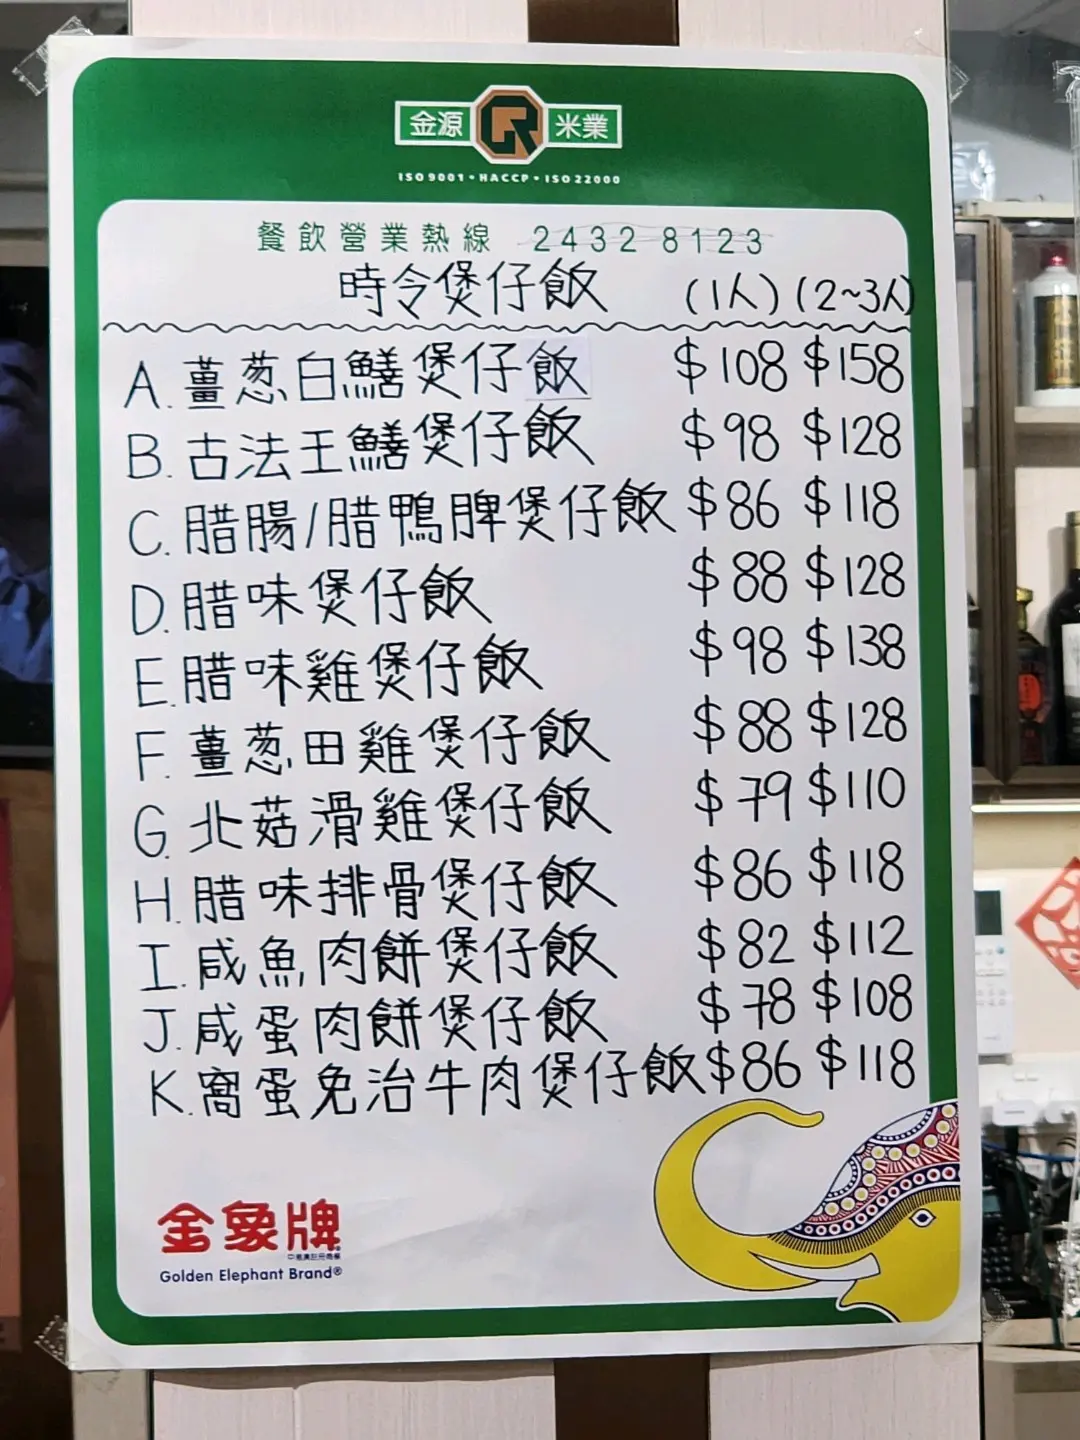 金源 GR 米業
ISO9001・HACCP・ISO22000
餐飲營業熱線 2432 8123
時令煲仔飯 (1人) (2~3人)
A. 薑葱白鱔煲仔飯 $108 $158
B. 古法王鱔煲仔飯 $98 $128
C. 腊腸/腊鴨脾煲仔飯 $86 $118
D. 腊味煲仔飯 $88 $128
E. 腊味雞煲仔飯 $98 $138
F. 薑葱田雞煲仔飯 $88 $128
G. 北菇滑雞煲仔飯 $79 $110
H. 腊味排骨煲仔飯 $86 $118
I. 咸魚肉餅煲仔飯 $82 $112
J. 咸蛋肉餅煲仔飯 $78 $108
K. 窩蛋免治牛肉煲仔飯 $86 $118
金象牌
Golden Elephant Brand®